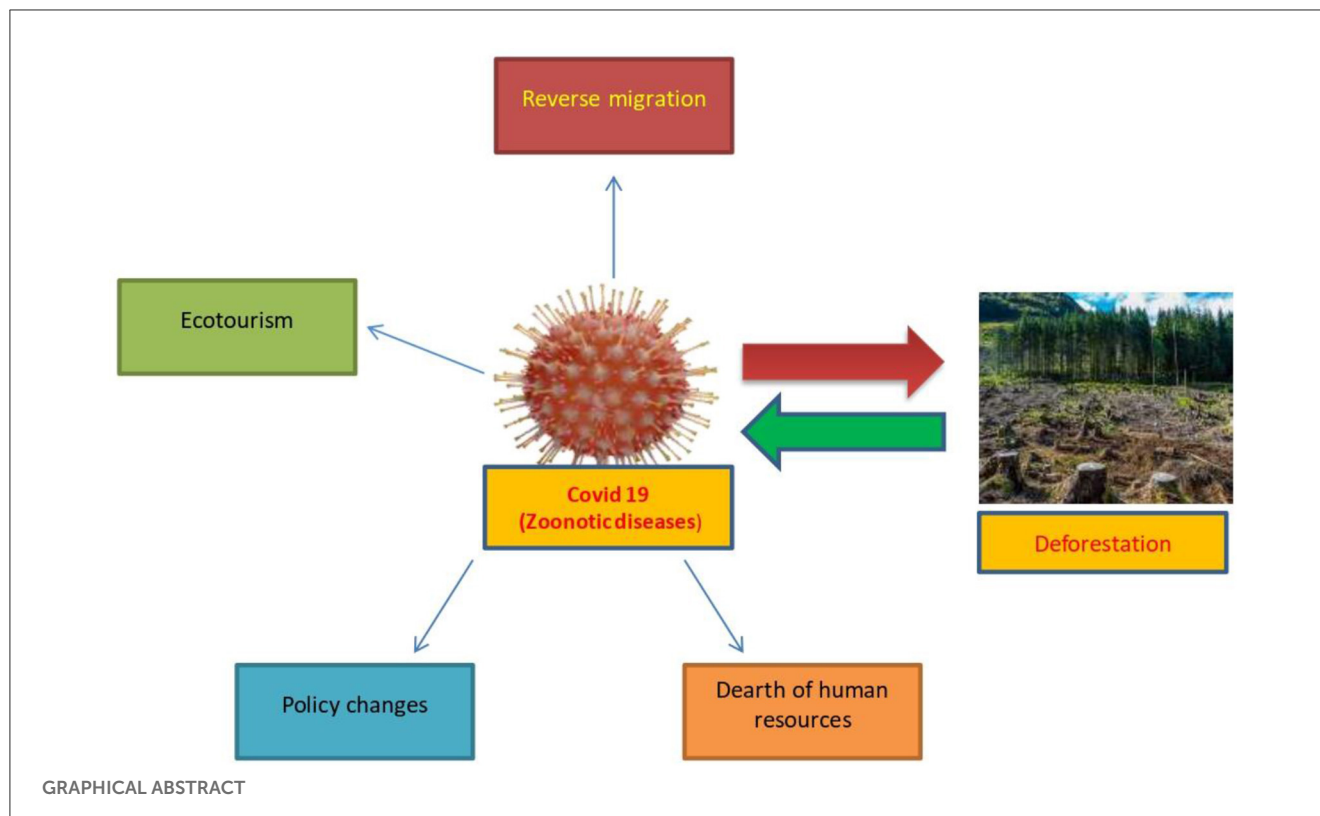 Reverse migration
Ecotourism
Covid 19
(Zoonotic diseases)
Deforestation
Policy changes
Dearth of human
resources
GRAPHICAL ABSTRACT